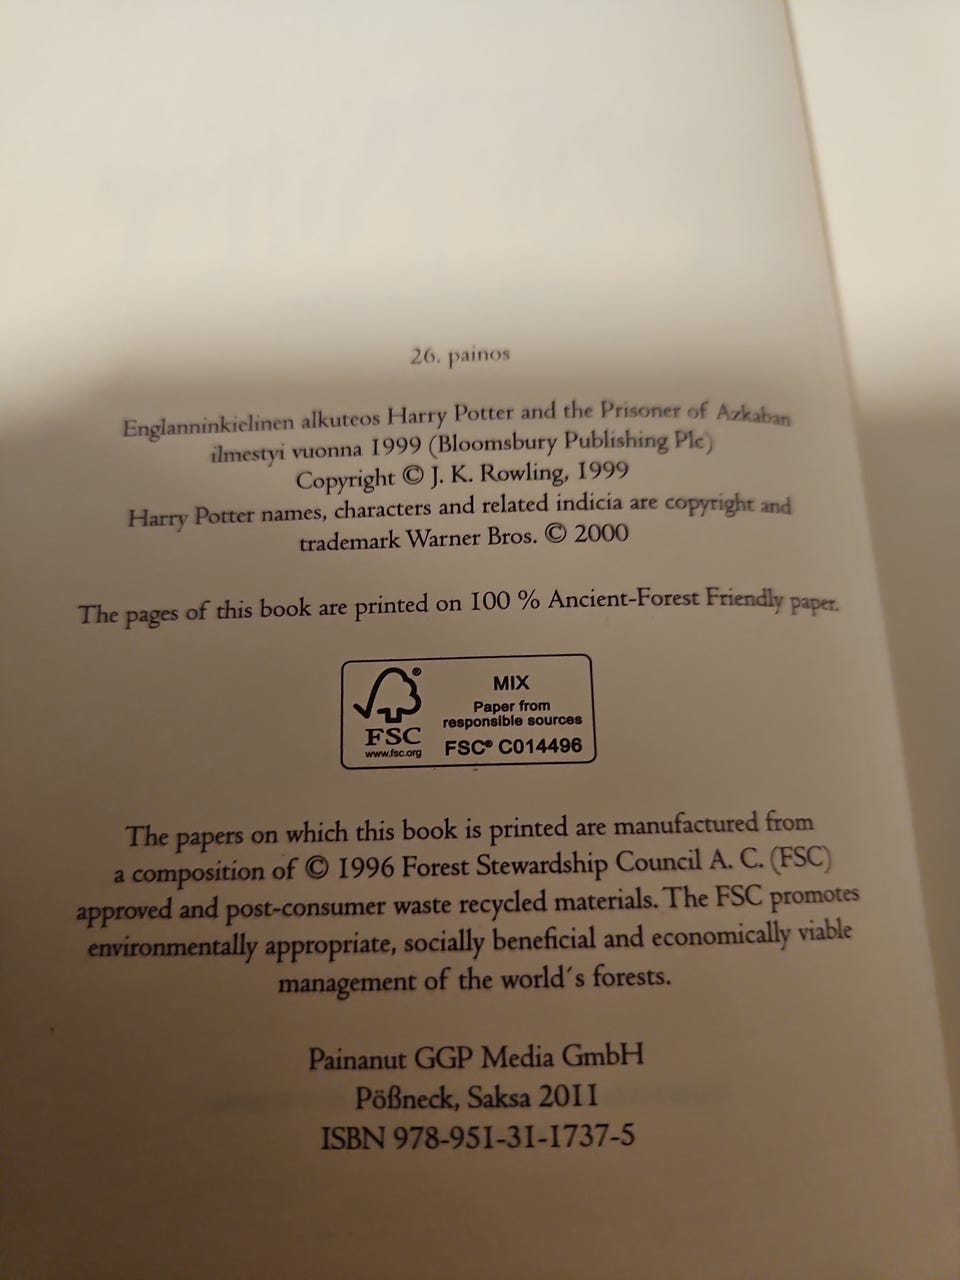 26. painos
Englanninkielinen alkuteos Harry Potter and the Prisoner of Azkaban
ilmestyi vuonna 1999 (Bloomsbury Publishing Plc)
Copyright © J. K. Rowling, 1999
Harry Potter names, characters and related indicia are copyright and
trademark Warner Bros. © 2000
The pages of this book are printed on 100 % Ancient-Forest Friendly paper.
®
FSC
www.fsc.org
MIX
Paper from
responsible sources
FSC® C014496
The papers on which this book is printed are manufactured from
a composition of © 1996 Forest Stewardship Council A. C. (FSC)
approved and post-consumer waste recycled materials. The FSC promotes
environmentally appropriate, socially beneficial and economically viable
management of the world´s forests.
Painanut GGP Media GmbH
Pößneck, Saksa 2011
ISBN 978-951-31-1737-5